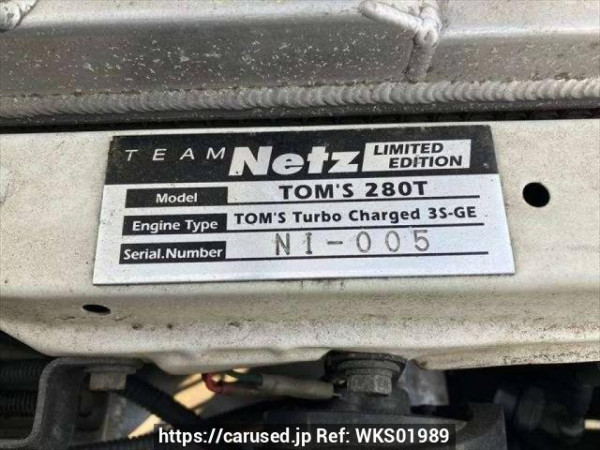 TEAM Netz LIMITED EDITION
Model TOM'S 280T
Engine Type TOM'S Turbo Charged 3S-GE
Serial.Number NI-005
https://carused.jp Ref: WKS01989